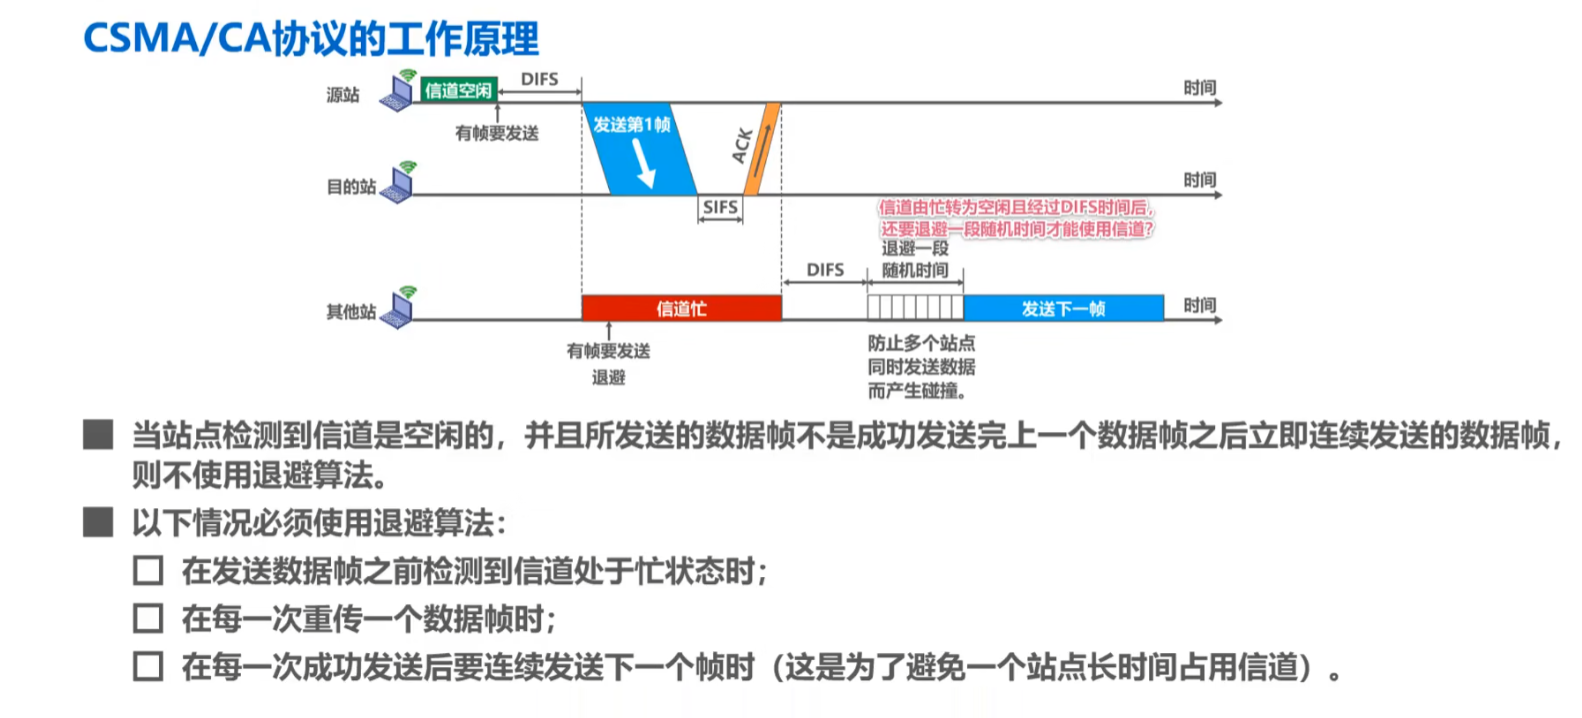 CSMA/CA协议的工作原理
源站
信道空闲
DIFS
时间
有帧要发送
发送第1帧
ACK
目的站
时间
SIFS
信道由忙转为空闲且经过DIFS时间后,
还要退避一段随机时间才能使用信道?
退避一段
随机时间
DIFS
其他站
信道忙
发送下一帧
时间
有帧要发送
退避
防止多个站点
同时发送数据
而产生碰撞。
当站点检测到信道是空闲的，并且所发送的数据帧不是成功发送完上一个数据帧之后立即连续发送的数据帧，
则不使用退避算法。
以下情况必须使用退避算法：
在发送数据帧之前检测到信道处于忙状态时；
在每一次重传一个数据帧时；
在每一次成功发送后要连续发送下一个帧时（这是为了避免一个站点长时间占用信道）。